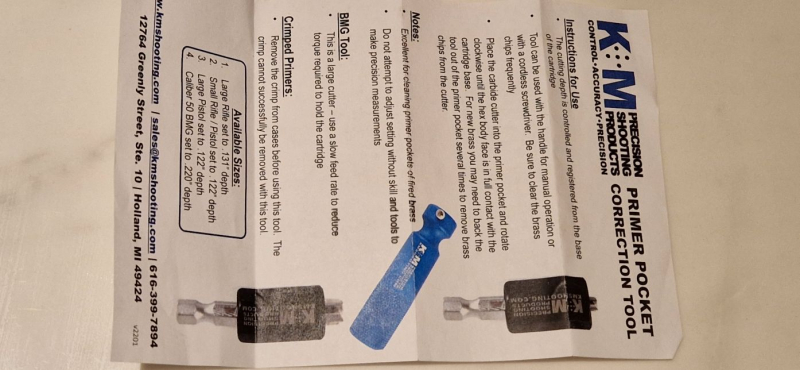 K:·M PRECISION SHOOTING PRODUCTS
CONTROL•ACCURACY•PRECISION
PRIMER POCKET
CORRECTION TOOL
Instructions for Use
• The cutting depth is controlled and registered from the base
of the cartridge
• Tool can be used with the handle for manual operation or
with a cordless screwdriver. Be sure to clear the brass
chips frequently
• Place the carbide cutter into the primer pocket and rotate
clockwise until the hex body face is in full contact with the
cartridge base. For new brass you may need to back the
tool out of the primer pocket several times to remove brass
chips from the cutter.
Notes:
• Excellent for cleaning primer pockets of fired brass
• Do not attempt to adjust setting without skill and tools to
make precision measurements
BMG Tool:
• This is a large cutter – use a slow feed rate to reduce
torque required to hold the cartridge
Crimped Primers:
• Remove the crimp from cases before using this tool. The
crimp cannot successfully be removed with this tool.
Available Sizes:
1. Large Rifle set to .131" depth
2. Small Rifle / Pistol set to .122" depth
3. Large Pistol set to .122" depth
4. Caliber 50 BMG set to .220" depth
w.kmshooting.com | sales@kmshooting.com | 616-399-7894
12764 Greenly Street, Ste. 10 | Holland, MI 49424
v2201
K:·M
PRECISION
SHOOTING
PRODUCTS
KMSHOOTING.COM
K:·M
K:·M
PRECISION
SHOOTING
PRODUCTS
KMSHOOTING.COM